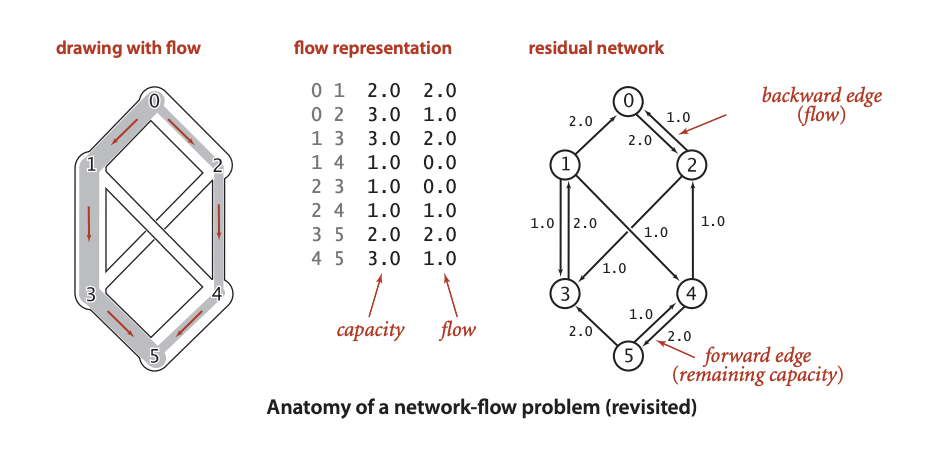 drawing with flow
0
1
2
3
4
5
flow representation
0 1 2.0 2.0
0 2 3.0 1.0
1 3 3.0 2.0
1 4 1.0 0.0
2 3 1.0 0.0
2 4 1.0 1.0
3 5 2.0 2.0
4 5 3.0 1.0
capacity flow
residual network
0
2.0
1.0
2.0
backward edge
(flow)
1
2
1.0
2.0
1.0
1.0
1.0
3
4
2.0
1.0
2.0
5
forward edge
(remaining capacity)
Anatomy of a network-flow problem (revisited)